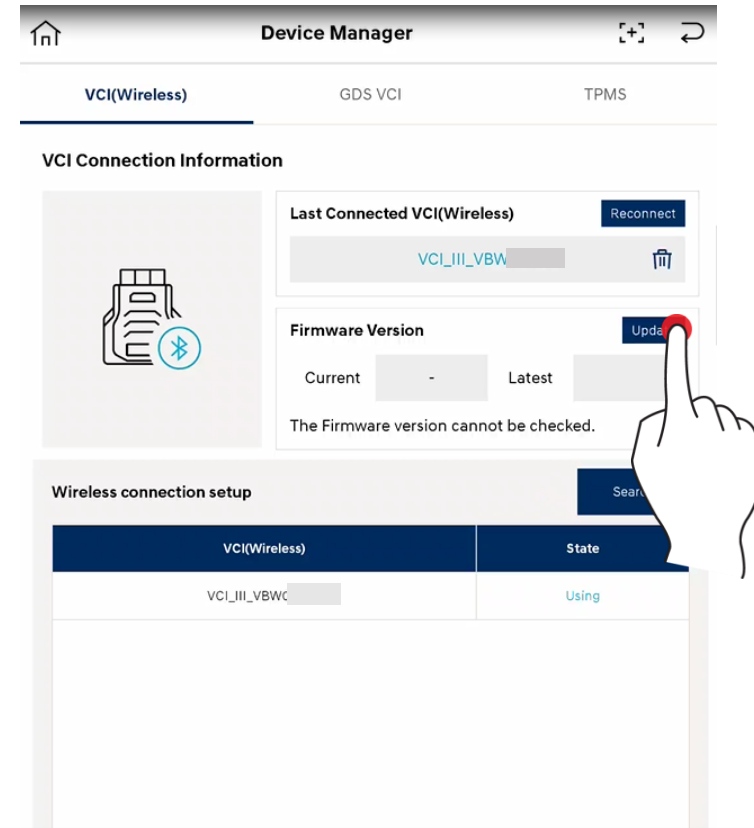 Device Manager
VCI(Wireless)
GDS VCI
TPMS
VCI Connection Information
Last Connected VCI(Wireless)
Reconnect
VCI_III_VBW
Firmware Version
Upda
Current
-
Latest
The Firmware version cannot be checked.
Wireless connection setup
Sear
VCI(Wireless)
State
VCI_III_VBW
Using